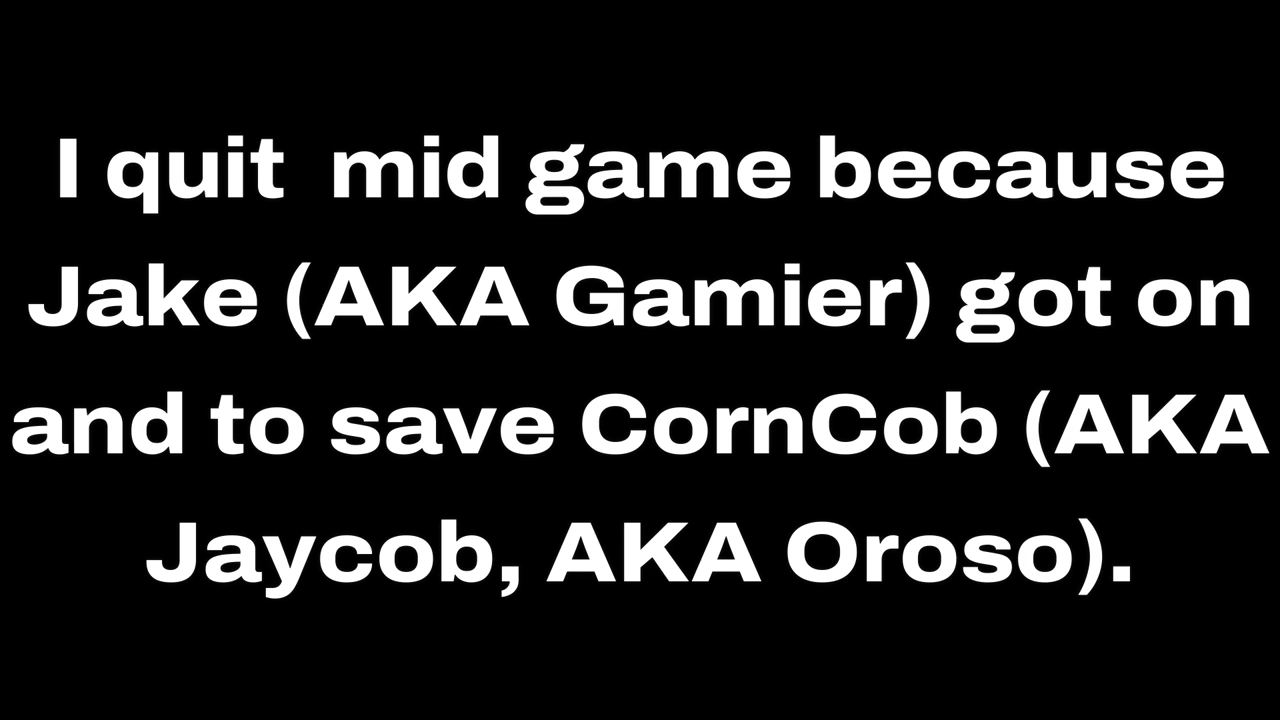 I quit  mid game because
Jake (AKA Gamier) got on
and to save CornCob (AKA
Jaycob, AKA Oroso).